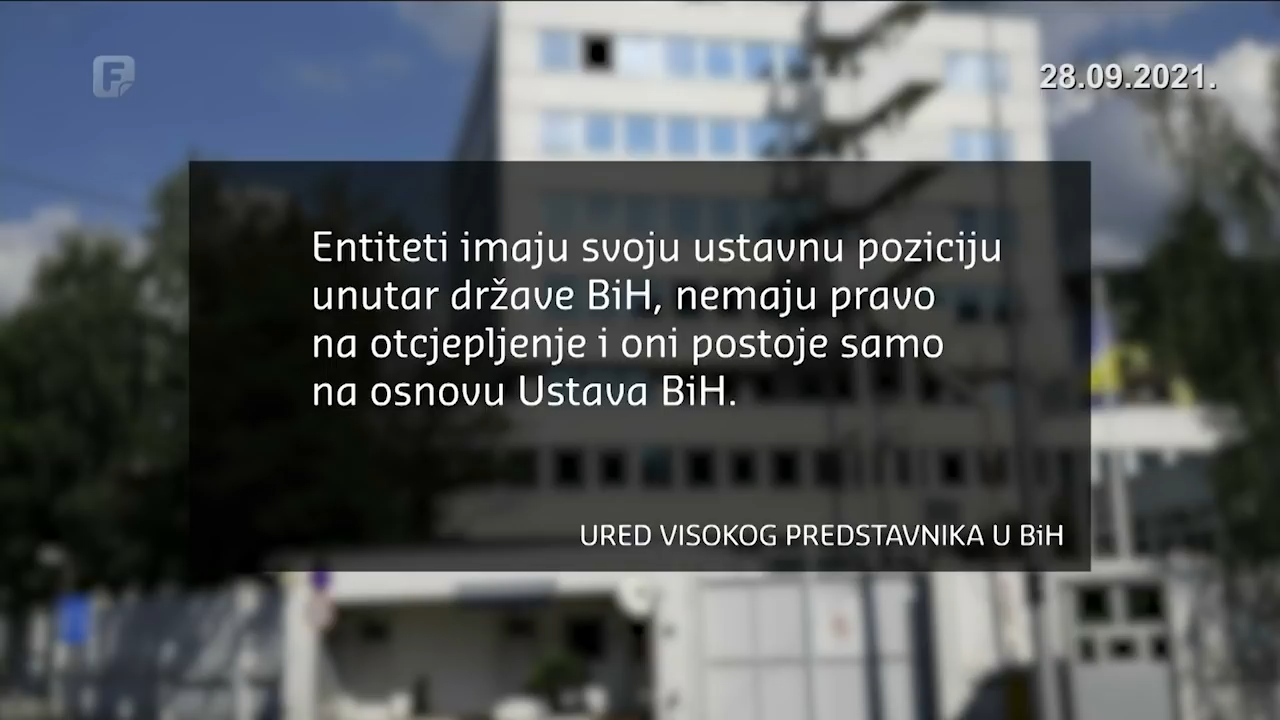 F
28.09.2021.
Entiteti imaju svoju ustavnu poziciju
unutar države BiH, nemaju pravo
na otcjepljenje i oni postoje samo
na osnovu Ustava BiH.
URED VISOKOG PREDSTAVNIKA U BiH